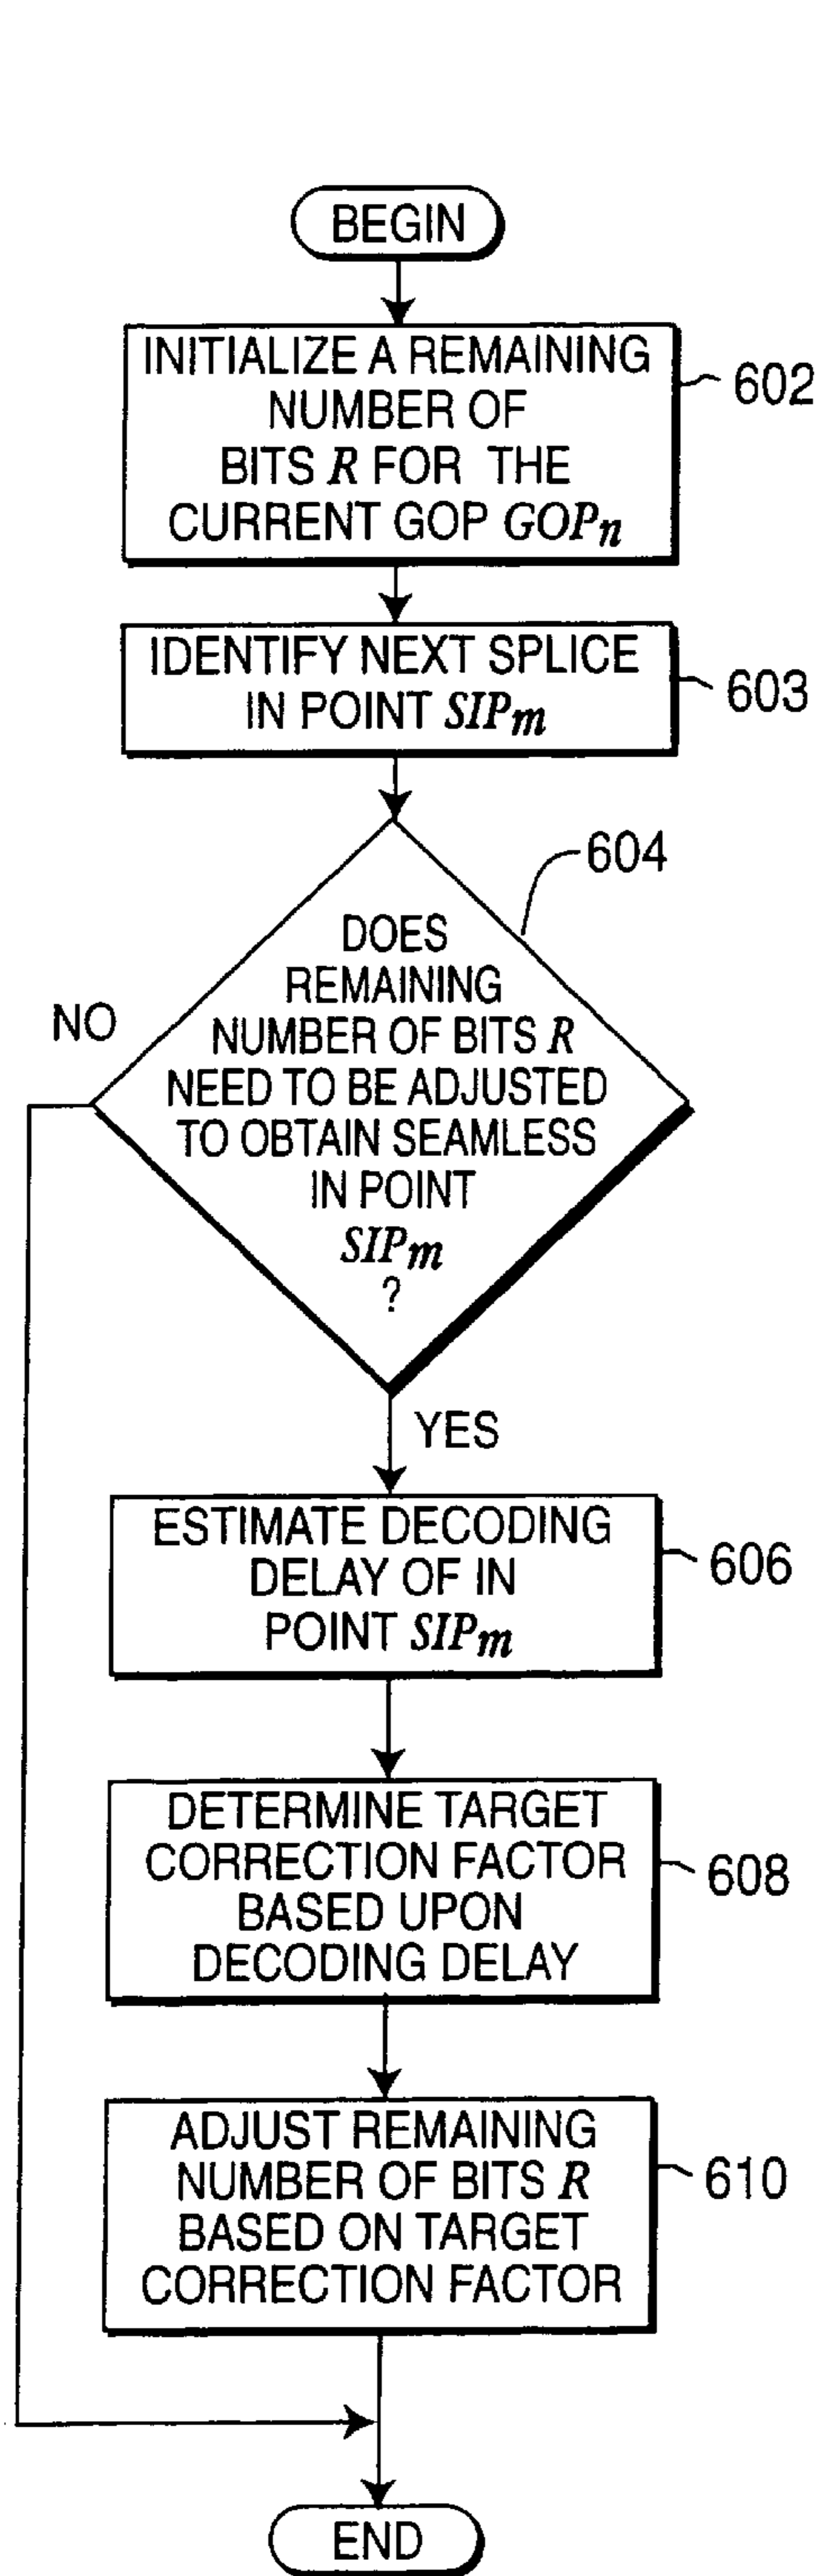 BEGIN
INITIALIZE A REMAINING
NUMBER OF
BITS R FOR THE
CURRENT GOP GOPn
602
IDENTIFY NEXT SPLICE
IN POINT SIPm
603
604
DOES
REMAINING
NUMBER OF BITS R
NEED TO BE ADJUSTED
TO OBTAIN SEAMLESS
IN POINT
SIPm
?
NO
YES
ESTIMATE DECODING
DELAY OF IN
POINT SIPm
606
DETERMINE TARGET
CORRECTION FACTOR
BASED UPON
DECODING DELAY
608
ADJUST REMAINING
NUMBER OF BITS R
BASED ON TARGET
CORRECTION FACTOR
610
END